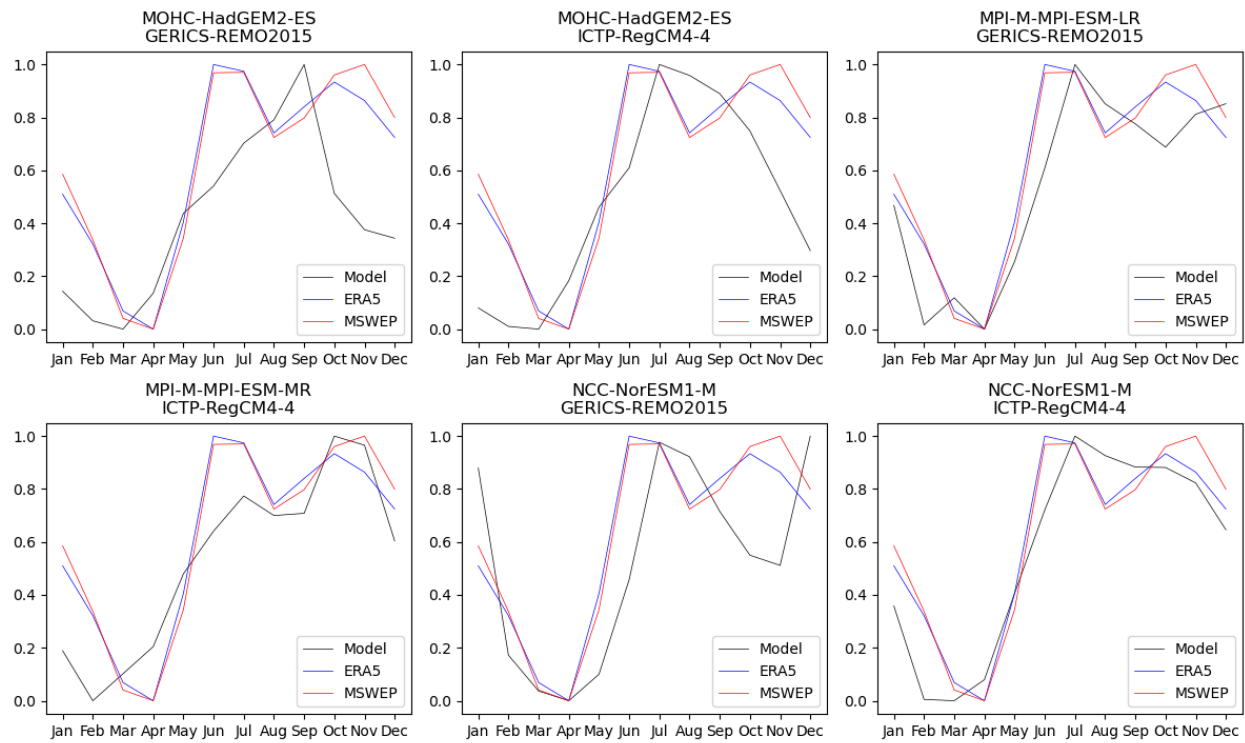 MOHC-HadGEM2-ES
GERICS-REMO2015
1.0
0.8
0.6
0.4
0.2
0.0
Model
ERA5
MSWEP
Jan Feb Mar Apr May Jun Jul Aug Sep Oct Nov Dec
MOHC-HadGEM2-ES
ICTP-RegCM4-4
1.0
0.8
0.6
0.4
0.2
0.0
Model
ERA5
MSWEP
Jan Feb Mar Apr May Jun Jul Aug Sep Oct Nov Dec
MPI-M-MPI-ESM-LR
GERICS-REMO2015
1.0
0.8
0.6
0.4
0.2
0.0
Model
ERA5
MSWEP
Jan Feb Mar Apr May Jun Jul Aug Sep Oct Nov Dec
MPI-M-MPI-ESM-MR
ICTP-RegCM4-4
1.0
0.8
0.6
0.4
0.2
0.0
Model
ERA5
MSWEP
Jan Feb Mar Apr May Jun Jul Aug Sep Oct Nov Dec
NCC-NorESM1-M
GERICS-REMO2015
1.0
0.8
0.6
0.4
0.2
0.0
Model
ERA5
MSWEP
Jan Feb Mar Apr May Jun Jul Aug Sep Oct Nov Dec
NCC-NorESM1-M
ICTP-RegCM4-4
1.0
0.8
0.6
0.4
0.2
0.0
Model
ERA5
MSWEP
Jan Feb Mar Apr May Jun Jul Aug Sep Oct Nov Dec